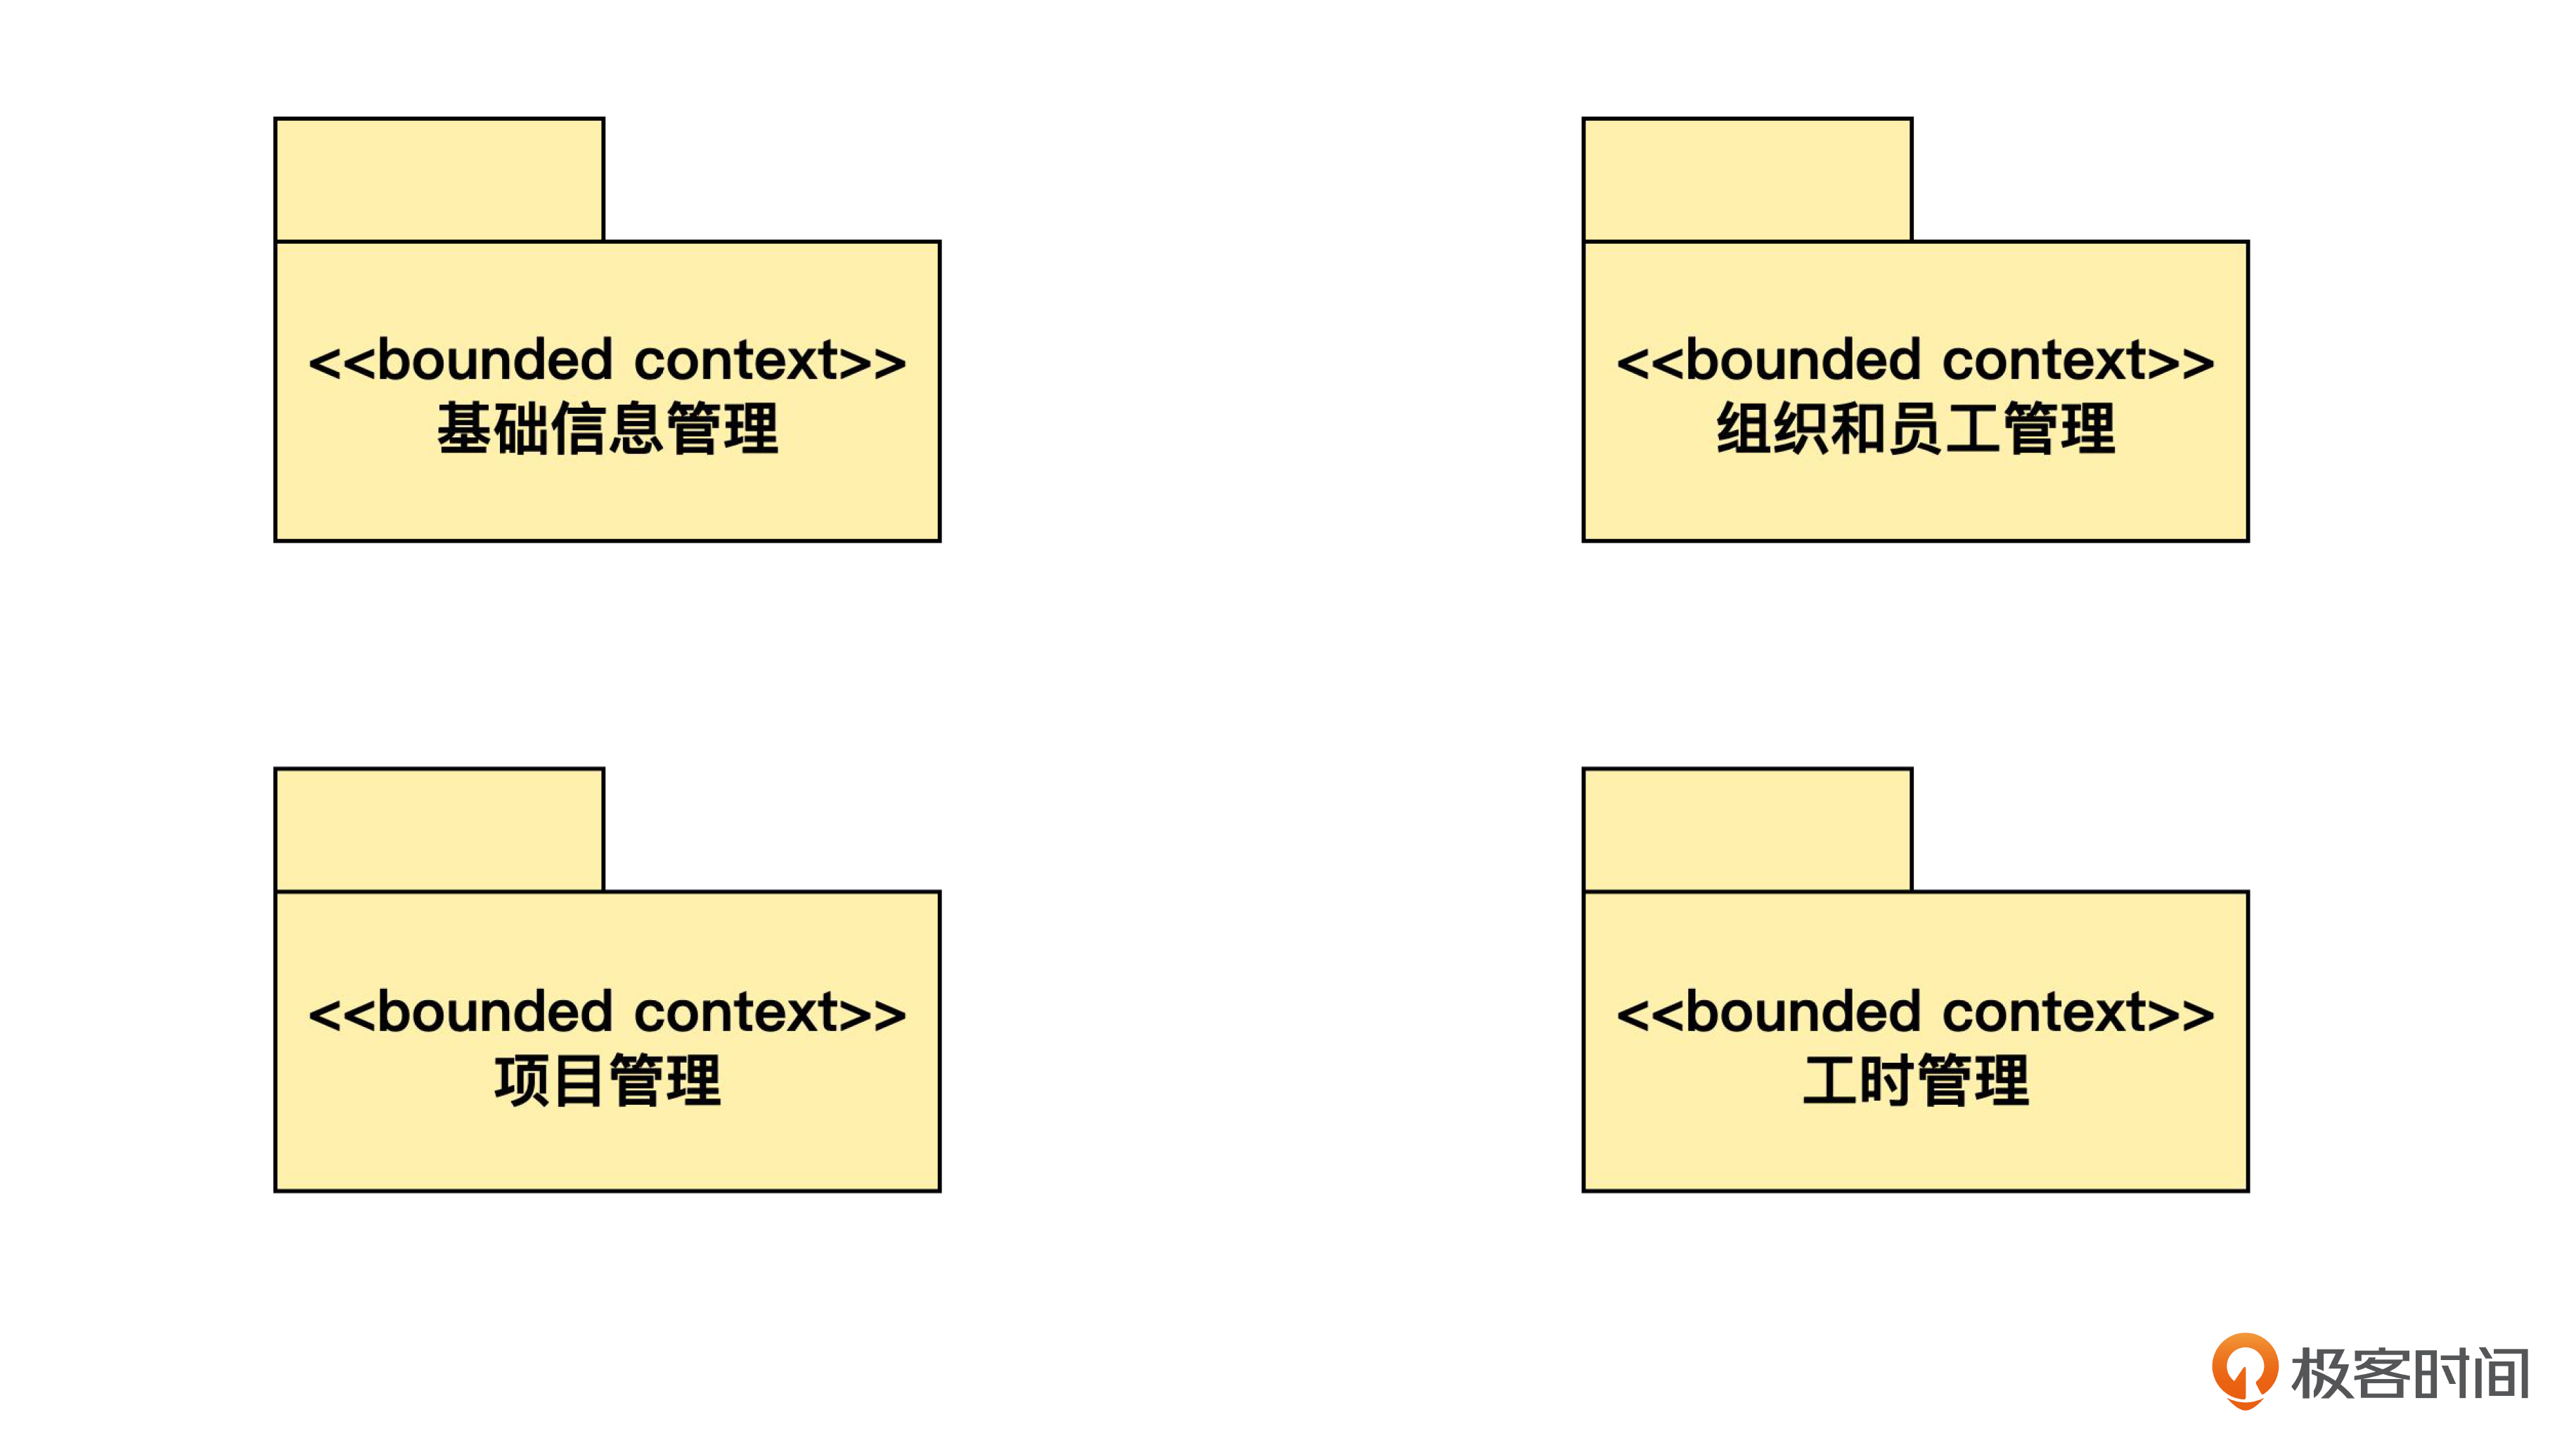 <<bounded context>>
基础信息管理
<<bounded context>>
组织和员工管理
<<bounded context>>
项目管理
<<bounded context>>
工时管理
极客时间